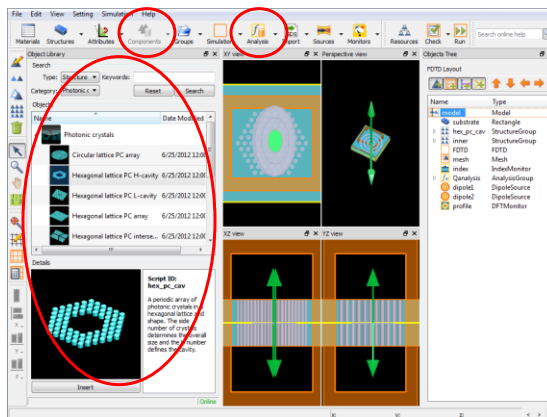 File Edit View Setting Simulation Help
Materials Structures Attributes Components Groups Simulation Analysis Import Sources Monitors Resources Check Run Search online help
Object Library
Search
Type: Structure Keywords:
Category: Photonic c Reset Search
Objects
Name Date Modified
Photonic crystals
Circular lattice PC array 6/25/2012 12:00
Hexagonal lattice PC H-cavity 6/25/2012 12:00
Hexagonal lattice PC L-cavity 6/25/2012 12:00
Hexagonal lattice PC array 6/25/2012 12:00
Hexagonal lattice PC interse... 6/25/2012 12:00
Details
Script ID:
hex_pc_cav
A periodic array of
photonic crystals in
hexagonal lattice and
shape. The side
number of crystals
determines the overall
size and the H number
defines the cavity.
Insert
Online
XY view
Perspective view
XZ view
YZ view
Objects Tree
FDTD Layout
Name Type
model Model
substrate Rectangle
hex_pc_cav StructureGroup
inner StructureGroup
FDTD FDTD
mesh Mesh
index IndexMonitor
Qanalysis AnalysisGroup
dipole1 DipoleSource
dipole2 DipoleSource
profile DFTMonitor
X: Y: Z: